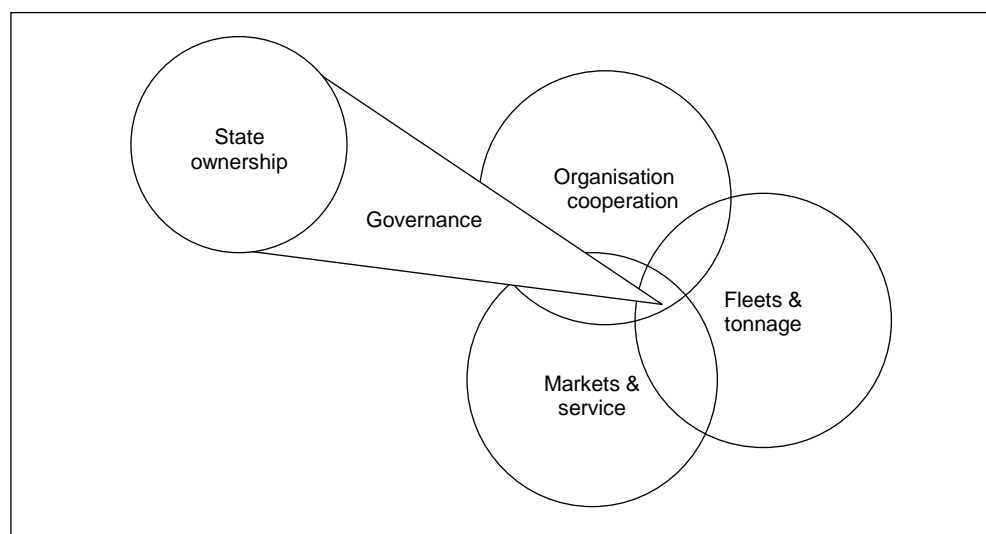 State
ownership
Governance
Organisation
cooperation
Fleets &
tonnage
Markets &
service